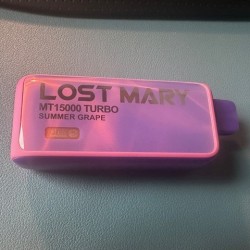 LOST MARY
MT15000 TURBO
SUMMER GRAPE